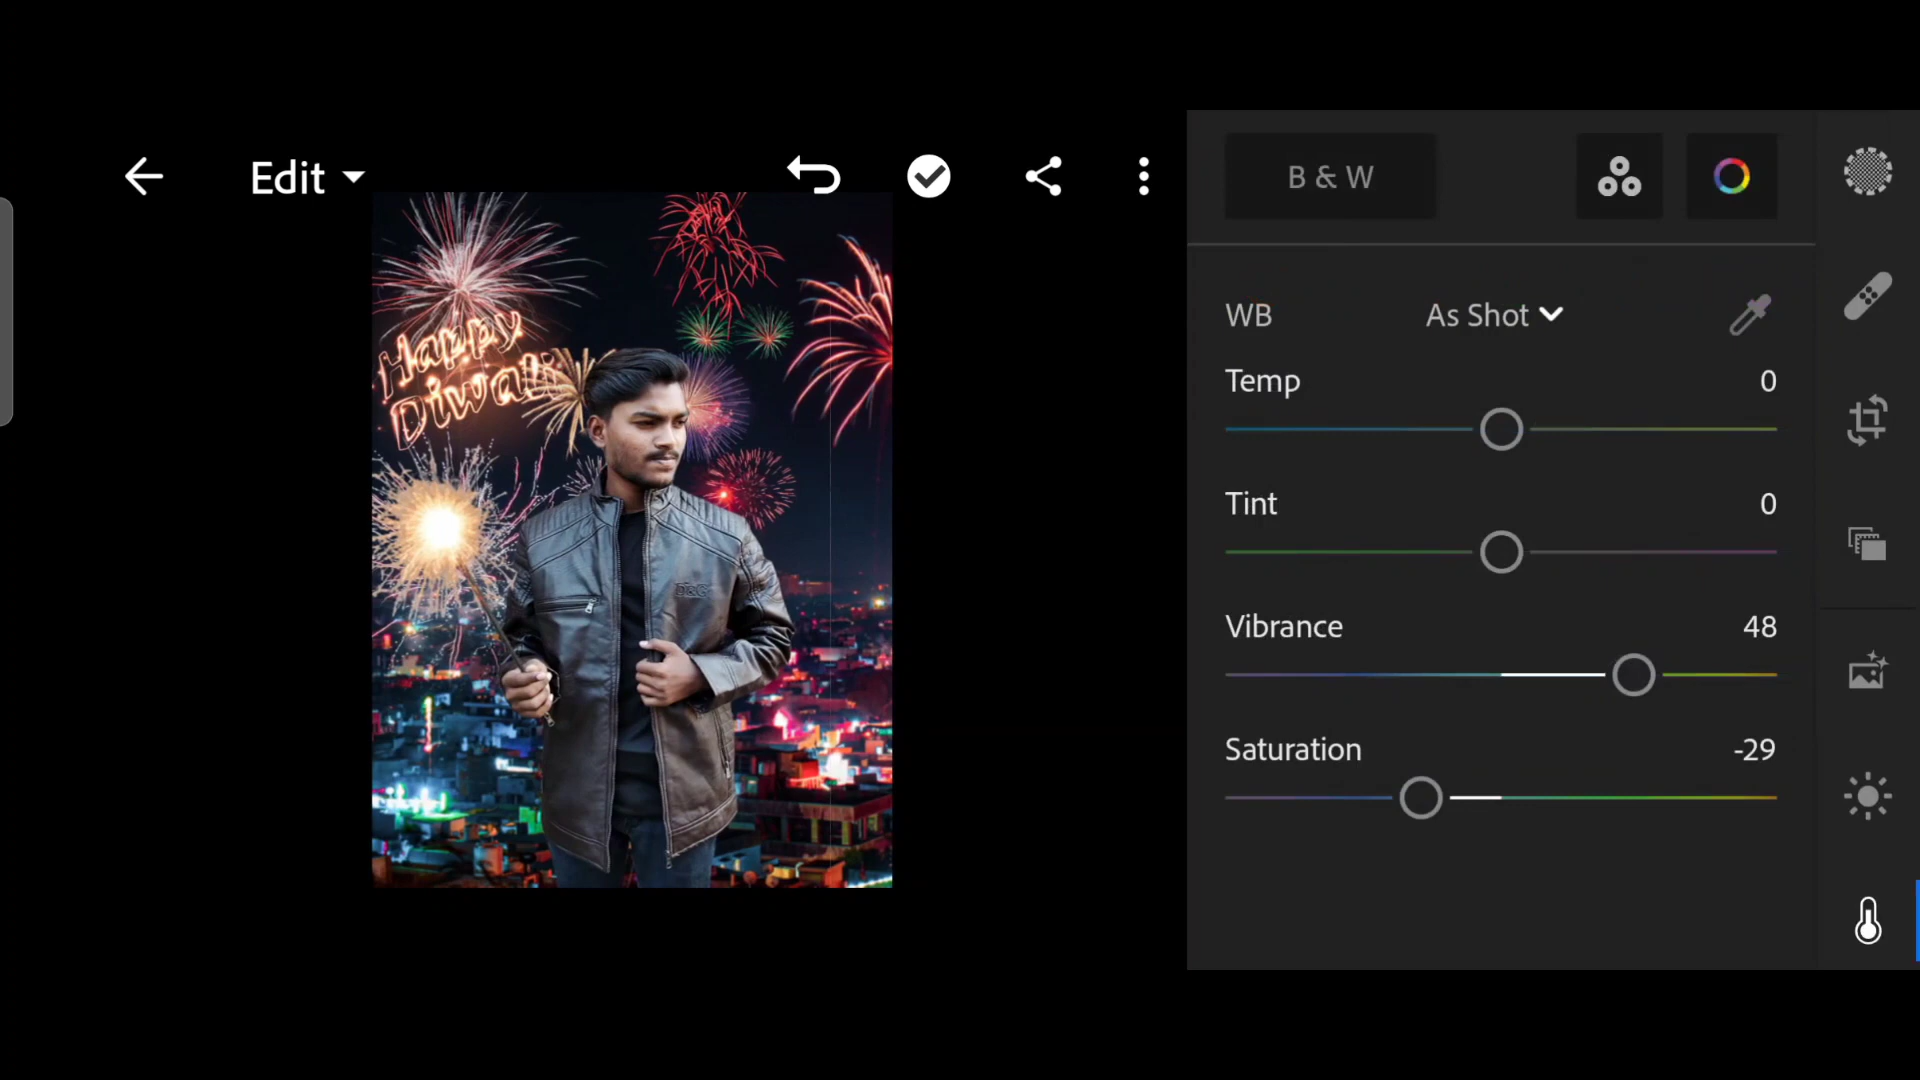 Edit
B & W
WB As Shot
Temp 0
Tint 0
Vibrance 48
Saturation -29
Happy
Diwali